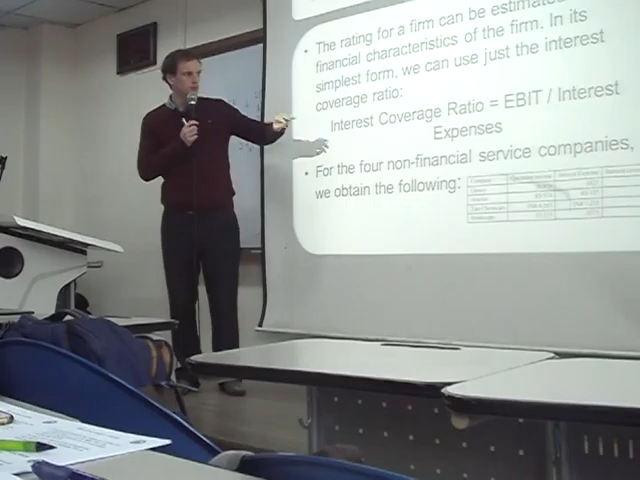 • The rating for a firm can be estimated
financial characteristics of the firm. In its
simplest form, we can use just the interest
coverage ratio:
Interest Coverage Ratio = EBIT / Interest
Expenses
• For the four non-financial service companies,
we obtain the following: